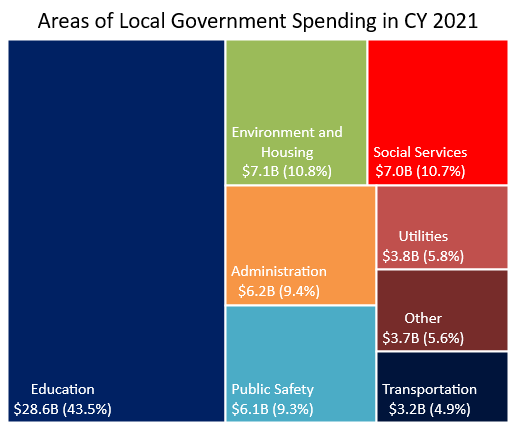 Areas of Local Government Spending in CY 2021
Environment and
Housing
$7.1B (10.8%)
Social Services
$7.0B (10.7%)
Utilities
$3.8B (5.8%)
Administration
$6.2B (9.4%)
Other
$3.7B (5.6%)
Education
$28.6B (43.5%)
Public Safety
$6.1B (9.3%)
Transportation
$3.2B (4.9%)